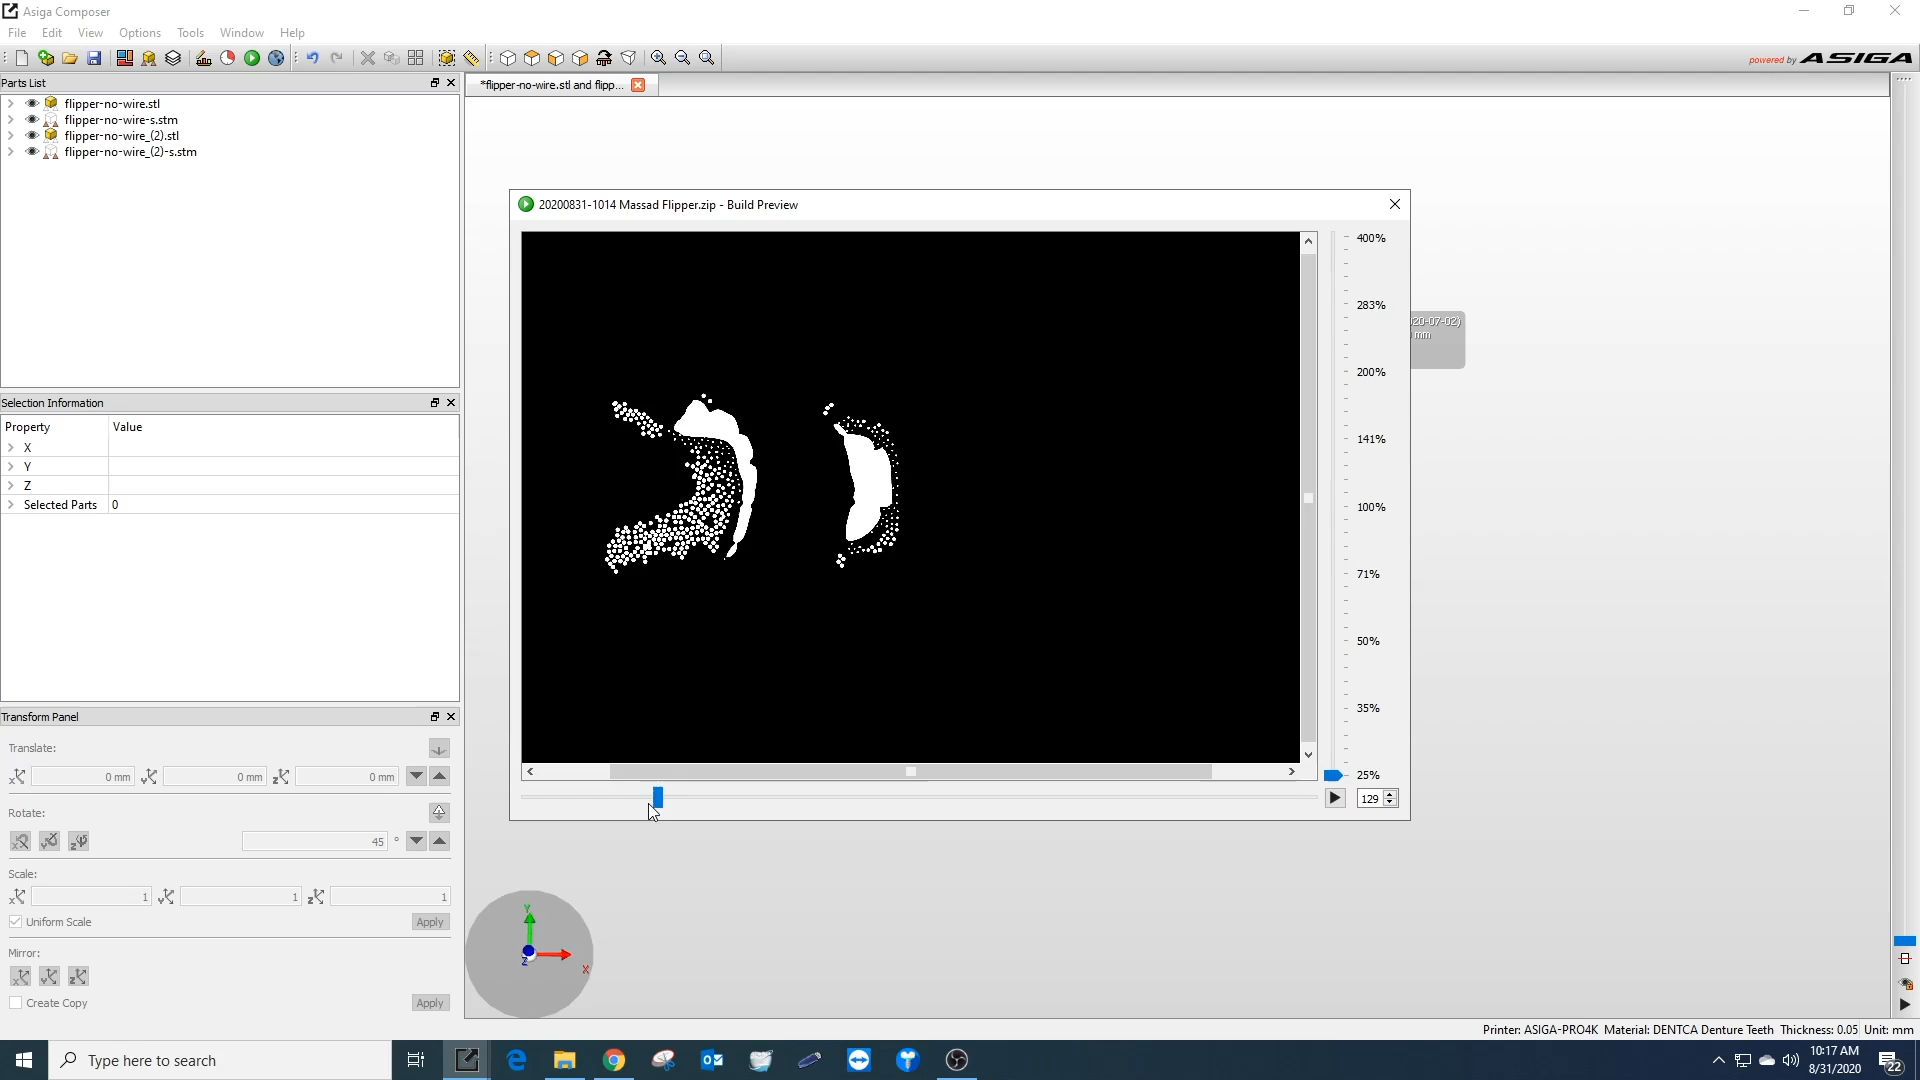 Asiga Composer
File Edit View Options Tools Window Help
powered by ASIGA
Parts List
*flipper-no-wire.stl and flipp...
flipper-no-wire.stl
flipper-no-wire-s.stm
flipper-no-wire_(2).stl
flipper-no-wire_(2)-s.stm
20200831-1014 Massad Flipper.zip - Build Preview
400%
283%
020-07-02)
mm
200%
141%
100%
71%
50%
35%
25%
129
Selection Information
Property Value
X
Y
Z
Selected Parts 0
Transform Panel
Translate:
0 mm 0 mm 0 mm
Rotate:
45 °
Scale:
1 1 1
Uniform Scale Apply
Mirror:
Create Copy Apply
Y
Z
X
Printer: ASIGA-PRO4K Material: DENTCA Denture Teeth Thickness: 0.05 Unit: mm
Type here to search
10:17 AM
8/31/2020
22